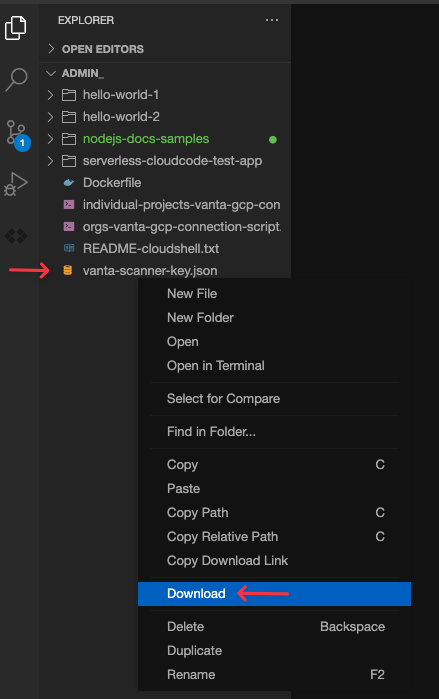 EXPLORER ...
OPEN EDITORS
ADMIN_
hello-world-1
hello-world-2
nodejs-docs-samples
serverless-cloudcode-test-app
Dockerfile
individual-projects-vanta-gcp-con
orgs-vanta-gcp-connection-script.
README-cloudshell.txt
vanta-scanner-key.json
1
New File
New Folder
Open
Open in Terminal
Select for Compare
Find in Folder...
Copy C
Paste
Copy Path C
Copy Relative Path C
Copy Download Link
Download
Delete Backspace
Duplicate
Rename F2